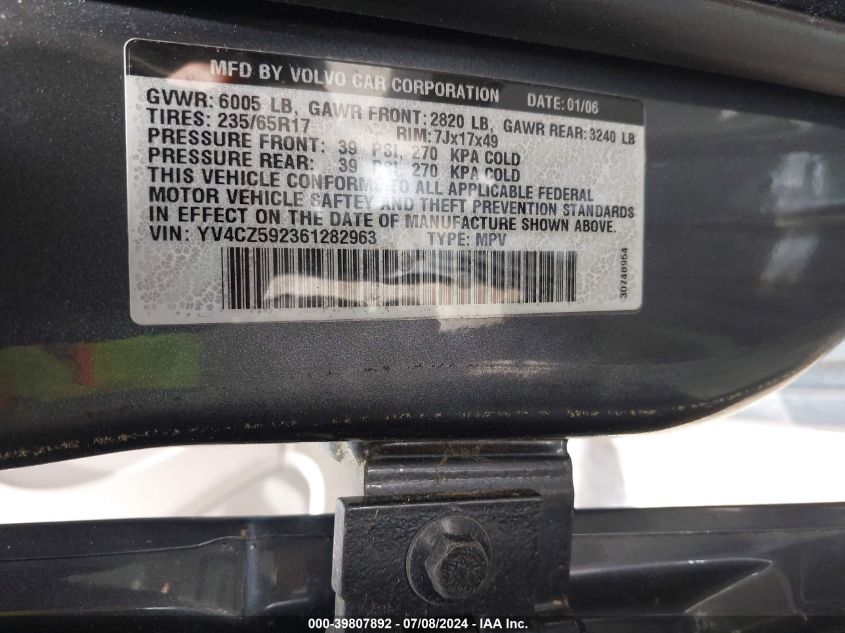 MFD BY VOLVO CAR CORPORATION DATE: 01/06
GVWR: 6005 LB, GAWR FRONT: 2820 LB, GAWR REAR: 3240 LB
TIRES: 235/65R17 RIM: 7Jx17x49
PRESSURE FRONT: 39 PSI, 270 KPA COLD
PRESSURE REAR: 39 PSI, 270 KPA COLD
THIS VEHICLE CONFORMS TO ALL APPLICABLE FEDERAL
MOTOR VEHICLE SAFTEY AND THEFT PREVENTION STANDARDS
IN EFFECT ON THE DATE OF MANUFACTURE SHOWN ABOVE.
VIN: YV4CZ592361282963 TYPE: MPV
30748954
000-39807892 - 07/08/2024 - IAA Inc.